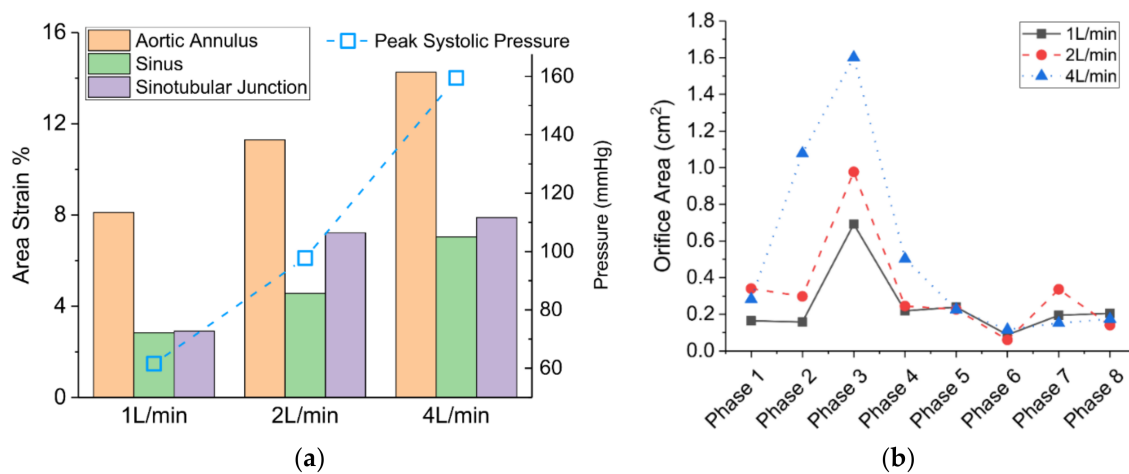 Aortic Annulus
Sinus
Sinotubular Junction
Peak Systolic Pressure
Area Strain %
16
12
8
4
0
Pressure (mmHg)
160
140
120
100
80
60
1L/min 2L/min 4L/min
(a)
1L/min
2L/min
4L/min
Orifice Area (cm²)
1.8
1.6
1.4
1.2
1.0
0.8
0.6
0.4
0.2
0.0
Phase 1 Phase 2 Phase 3 Phase 4 Phase 5 Phase 6 Phase 7 Phase 8
(b)